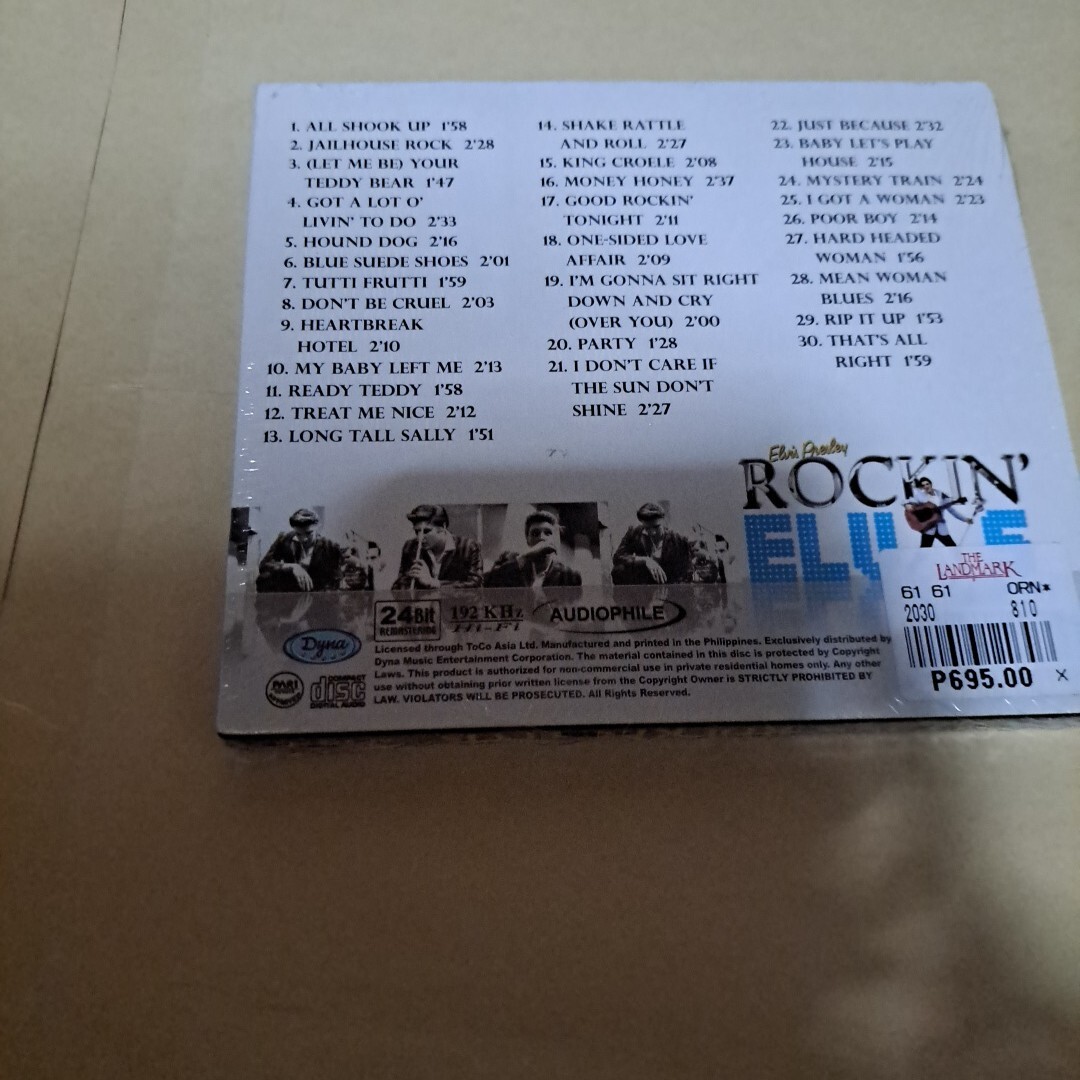 1. ALL SHOOK UP 1'58
2. JAILHOUSE ROCK 2'28
3. (LET ME BE) YOUR
TEDDY BEAR 1'47
4. GOT A LOT O'
LIVIN' TO DO 2'33
5. HOUND DOG 2'16
6. BLUE SUEDE SHOES 2'01
7. TUTTI FRUTTI 1'59
8. DON'T BE CRUEL 2'03
9. HEARTBREAK
HOTEL 2'10
10. MY BABY LEFT ME 2'13
11. READY TEDDY 1'58
12. TREAT ME NICE 2'12
13. LONG TALL SALLY 1'51
14. SHAKE RATTLE
AND ROLL 2'27
15. KING CROELE 2'08
16. MONEY HONEY 2'37
17. GOOD ROCKIN'
TONIGHT 2'11
18. ONE-SIDED LOVE
AFFAIR 2'09
19. I'M GONNA SIT RIGHT
DOWN AND CRY
(OVER YOU) 2'00
20. PARTY 1'28
21. I DON'T CARE IF
THE SUN DON'T
SHINE 2'27
22. JUST BECAUSE 2'32
23. BABY LET'S PLAY
HOUSE 2'15
24. MYSTERY TRAIN 2'24
25. I GOT A WOMAN 2'23
26. POOR BOY 2'14
27. HARD HEADED
WOMAN 1'56
28. MEAN WOMAN
BLUES 2'16
29. RIP IT UP 1'53
30. THAT'S ALL
RIGHT 1'59
Elvis Presley
ROCKIN'
THE
LANDMARK
61 61 ORN*
2030 810
P695.00 X
24Bit
REMASTERING
192 KHz
Hi-Fi
AUDIOPHILE
Dyna
Licensed through ToCo Asia Ltd. Manufactured and printed in the Philippines. Exclusively distributed by
Dyna Music Entertainment Corporation. The material contained in this disc is protected by Copyright
Laws. This product is authorized for non-commercial use in private residential homes only. Any other
use without obtaining prior written license from the Copyright Owner is STRICTLY PROHIBITED BY
LAW. VIOLATORS WILL BE PROSECUTED. All Rights Reserved.
PARI
COMPACT
disc
DIGITAL AUDIO